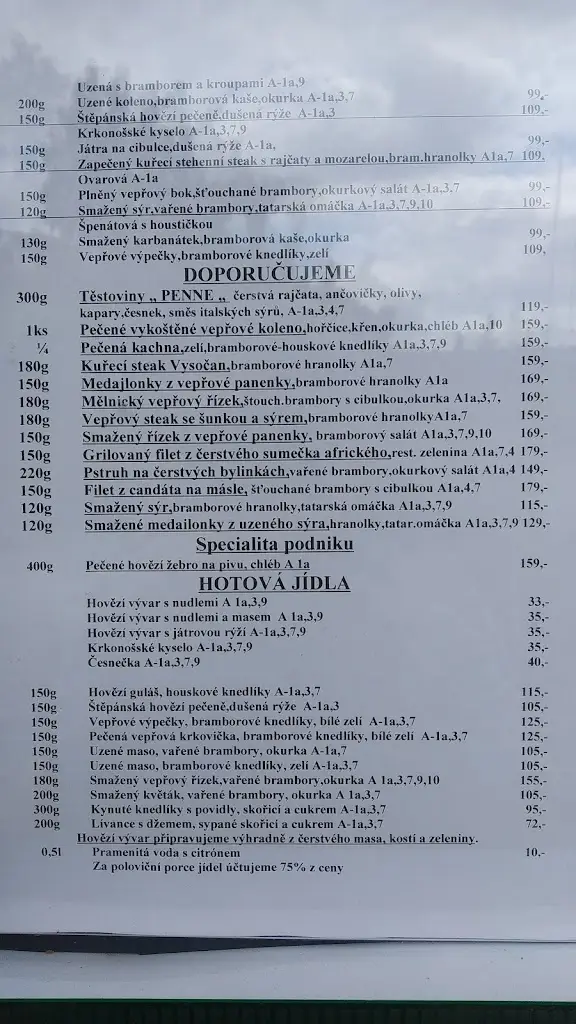 Uzená s bramborem a kroupami A-1a,9
200g Uzené koleno,bramborová kaše,okurka A-1a,3,7 99,-
150g Štěpánská hovězí pečeně,dušená rýže A-1a,3 109,-
Krkonošské kyselo A-1a,3,7,9
150g Játra na cibulce,dušená rýže A-1a, 99,-
150g Zapečený kuřecí stehenní steak s rajčaty a mozarelou,bram.hranolky A1a,7 109,
Ovarová A-1a
150g Plněný vepřový bok,šťouchané brambory,okurkový salát A-1a,3,7 99,-
120g Smažený sýr,vařené brambory,tatarská omáčka A-1a,3,7,9,10 109,-
Špenátová s houstičkou
130g Smažený karbanátek,bramborová kaše,okurka 99,-
150g Vepřové výpečky,bramborové knedlíky,zelí 109,
DOPORUČUJEME
300g Těstoviny „ PENNE „ čerstvá rajčata, ančovičky, olivy,
kapary,česnek, směs italských sýrů, A-1a,3,4,7 119,-
1ks Pečené vykoštěné vepřové koleno,hořčice,křen,okurka,chléb A1a,10 159,-
¼ Pečená kachna,zelí,bramborové-houskové knedlíky A1a,3,7,9 159,-
180g Kuřecí steak Vysočan,bramborové hranolky A1a,7 159,-
150g Medajlonky z vepřové panenky,bramborové hranolky A1a 169,-
180g Mělnický vepřový řízek,štouch.brambory s cibulkou,okurka A1a,3,7, 169,-
180g Vepřový steak se šunkou a sýrem,bramborové hranolkyA1a,7 159,-
150g Smažený řízek z vepřové panenky, bramborový salát A1a,3,7,9,10 169,-
150g Grilovaný filet z čerstvého sumečka afrického,rest. zelenina A1a,7,4 179,-
220g Pstruh na čerstvých bylinkách,vařené brambory,okurkový salát A1a,4 149,-
150g Filet z candáta na másle, šťouchané brambory s cibulkou A1a,4,7 179,-
120g Smažený sýr,bramborové hranolky,tatarská omáčka A1a,3,7,9 115,-
120g Smažené medailonky z uzeného sýra,hranolky,tatar.omáčka A1a,3,7,9 129,-
Specialita podniku
400g Pečené hovězí žebro na pivu, chléb A 1a 159,-
HOTOVÁ JÍDLA
Hovězí vývar s nudlemi A 1a,3,9 33,-
Hovězí vývar s nudlemi a masem A 1a,3,9 35,-
Hovězí vývar s játrovou rýží A-1a,3,7,9 35,-
Krkonošské kyselo A-1a,3,7,9 35,-
Česnečka A-1a,3,7,9 40,-
150g Hovězí guláš, houskové knedlíky A-1a,3,7 115,-
150g Štěpánská hovězí pečeně,dušená rýže A-1a,3 105,-
150g Vepřové výpečky, bramborové knedlíky, bílé zelí A-1a,3,7 125,-
150g Pečená vepřová krkovička, bramborové knedlíky, bílé zelí A-1a,3,7 125,-
150g Uzené maso, vařené brambory, okurka A-1a,7 105,-
150g Uzené maso, bramborové knedlíky, zelí A-1a,3,7 105,-
180g Smažený vepřový řízek,vařené brambory,okurka A 1a,3,7,9,10 155,-
200g Smažený květák, vařené brambory, okurka A 1a,3,7 105,-
300g Kynuté knedlíky s povidly, skořicí a cukrem A-1a,3,7 95,-
200g Lívance s džemem, sypané skořicí a cukrem A-1a,3,7 72,-
Hovězí vývar připravujeme výhradně z čerstvého masa, kostí a zeleniny.
0,5l Pramenitá voda s citrónem 10,-
Za poloviční porce jídel účtujeme 75% z ceny